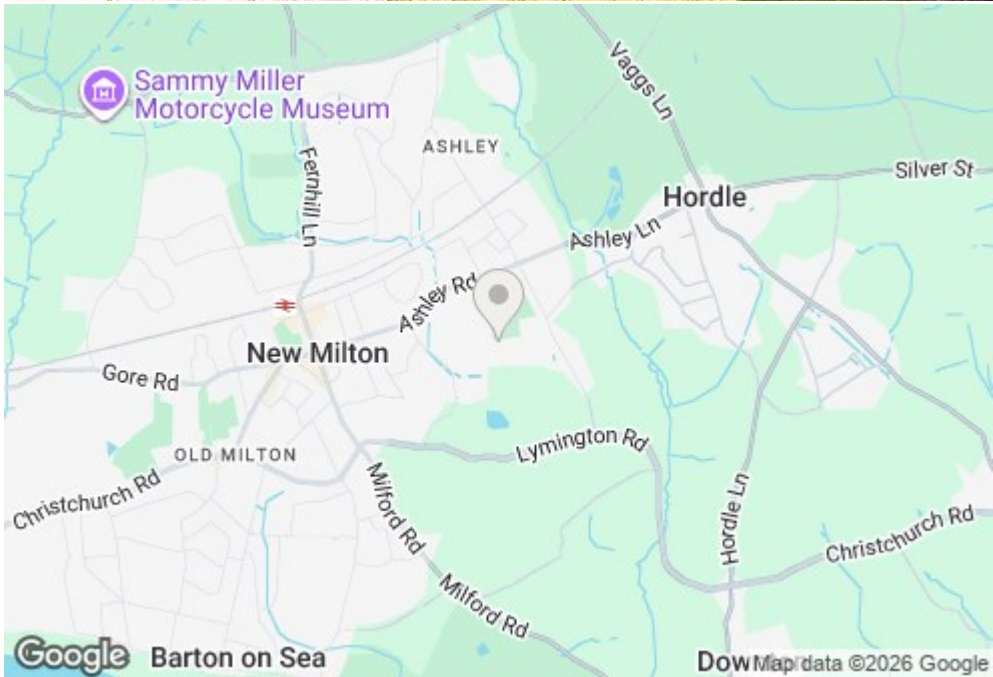 Sammy Miller
Motorcycle Museum
ASHLEY
Vaggs Ln
Silver St
Hordle
Fernhill Ln
Ashley Ln
Ashley Rd
New Milton
Gore Rd
OLD MILTON
Lymington Rd
Christchurch Rd
Milford Rd
Hordle Ln
Christchurch Rd
Milford Rd
Google
Barton on Sea
Map data ©2026 Google